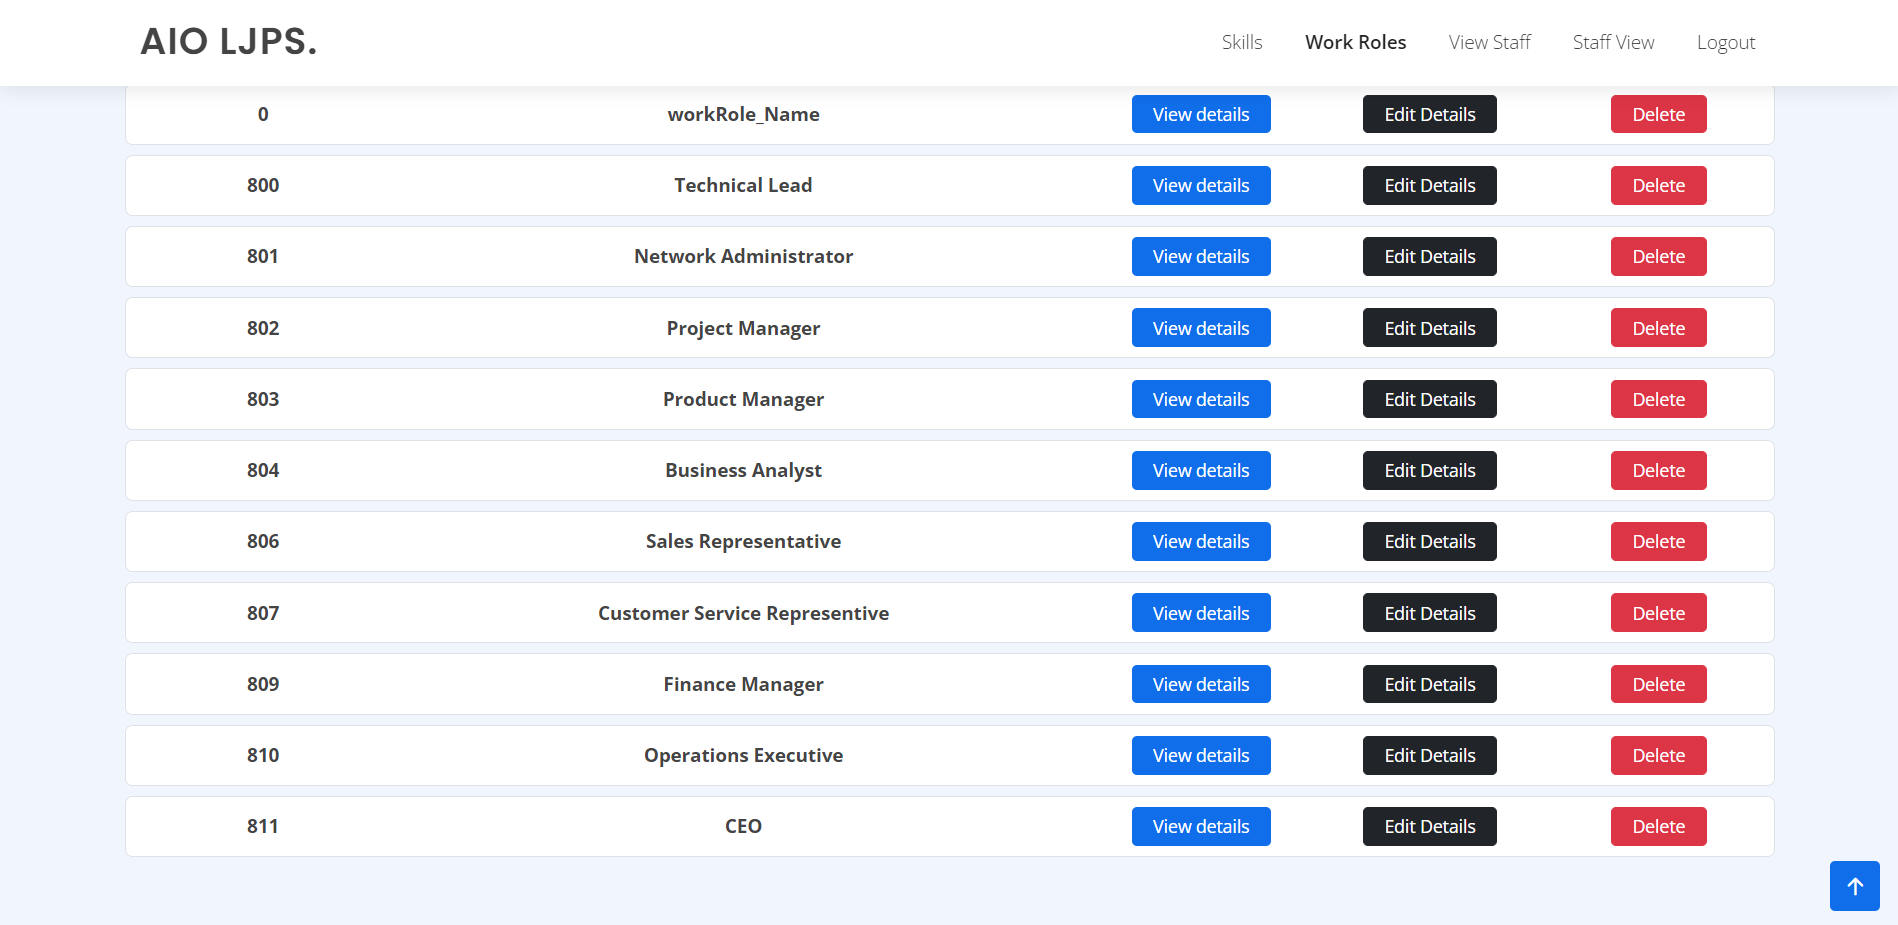 AIO LJPS. Skills Work Roles View Staff Staff View Logout
0 workRole_Name View details Edit Details Delete
800 Technical Lead View details Edit Details Delete
801 Network Administrator View details Edit Details Delete
802 Project Manager View details Edit Details Delete
803 Product Manager View details Edit Details Delete
804 Business Analyst View details Edit Details Delete
806 Sales Representative View details Edit Details Delete
807 Customer Service Representive View details Edit Details Delete
809 Finance Manager View details Edit Details Delete
810 Operations Executive View details Edit Details Delete
811 CEO View details Edit Details Delete